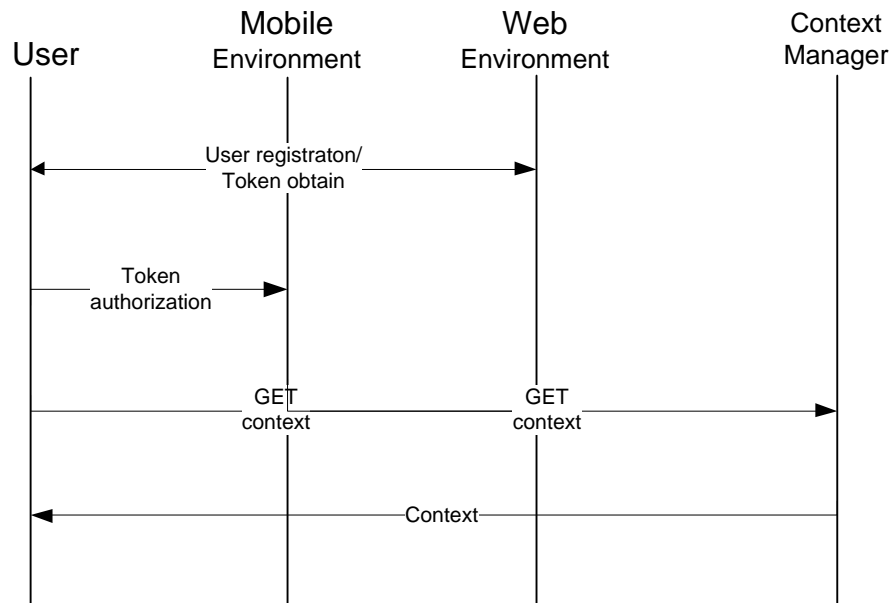 User
Mobile
Environment
Web
Environment
Context
Manager
User registraton/
Token obtain
Token
authorization
GET
context
GET
context
Context